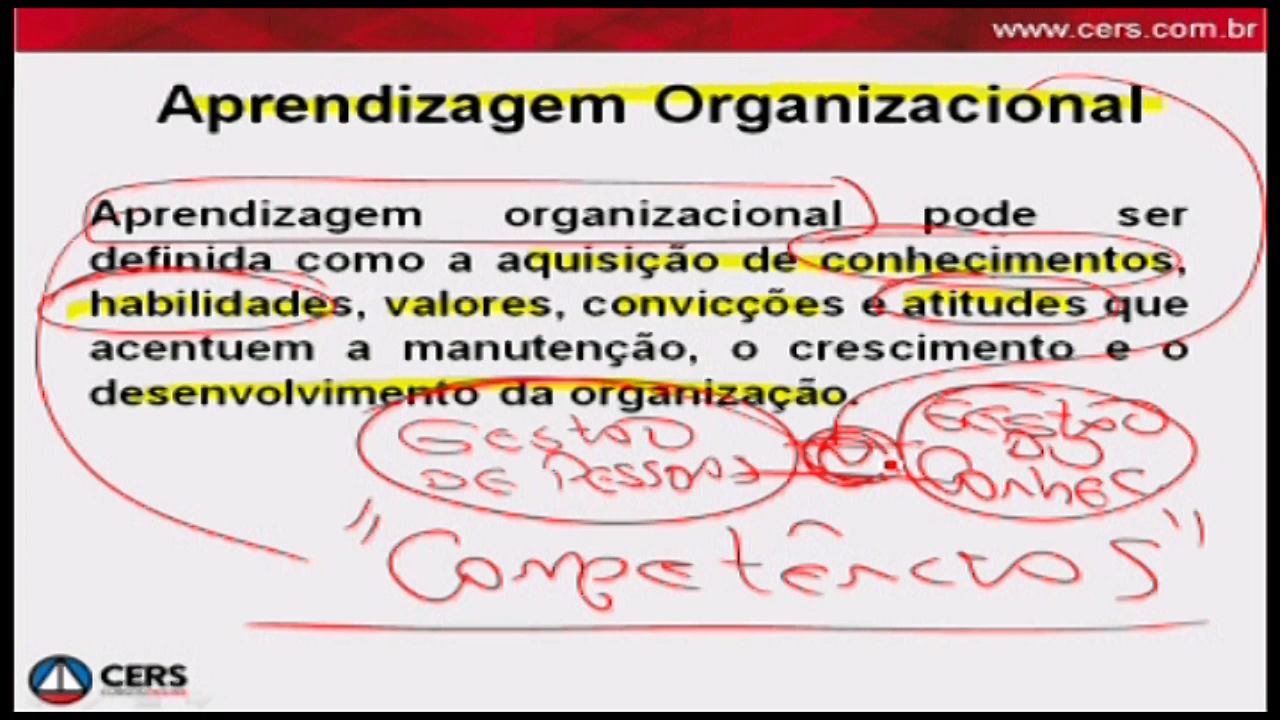 www.cers.com.br
Aprendizagem Organizacional
Aprendizagem organizacional pode ser
definida como a aquisição de conhecimentos,
habilidades, valores, convicções e atitudes que
acentuem a manutenção, o crescimento e o
desenvolvimento da organização.
Gestão
de Pessoas
Gestão
do
Conhec
"Competências"
CERS